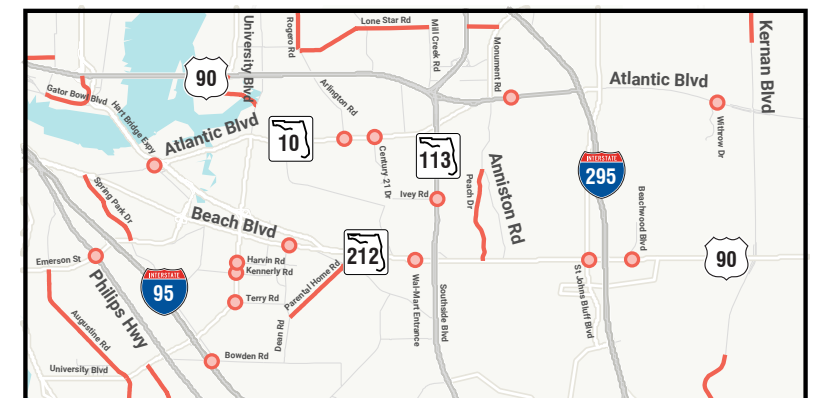 Lone Star Rd
Rogero Rd
University Blvd
Mill Creek Rd
Monument Rd
Kernan Blvd
90
Atlantic Blvd
Gator Bowl Blvd
Arlington Rd
Hart Bridge Expy
Atlantic Blvd
10
113
Withrow Dr
Century 21 Dr
INTERSTATE
295
Anniston Rd
Peach Dr
Ivey Rd
Spring Park Dr
Beachwood Blvd
Beach Blvd
212
90
Emerson St
Harvin Rd
Kennerly Rd
Parental Home Rd
INTERSTATE
95
Terry Rd
Philips Hwy
Wal-Mart Entrance
Southside Blvd
St Johns Bluff Blvd
Augustine Rd
Dean Rd
Bowden Rd
University Blvd